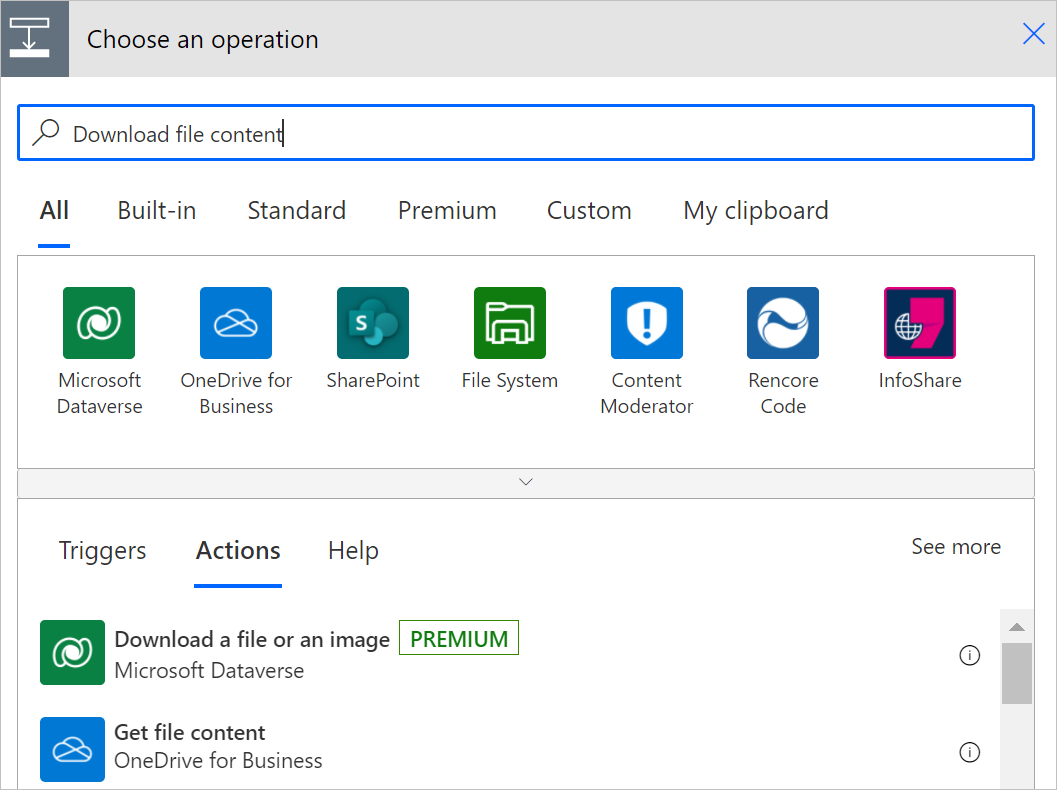 Choose an operation
Download file content
All Built-in Standard Premium Custom My clipboard
Microsoft Dataverse
OneDrive for Business
S
SharePoint
File System
Content Moderator
Rencore Code
InfoShare
Triggers Actions Help See more
Download a file or an image PREMIUM
Microsoft Dataverse
Get file content
OneDrive for Business